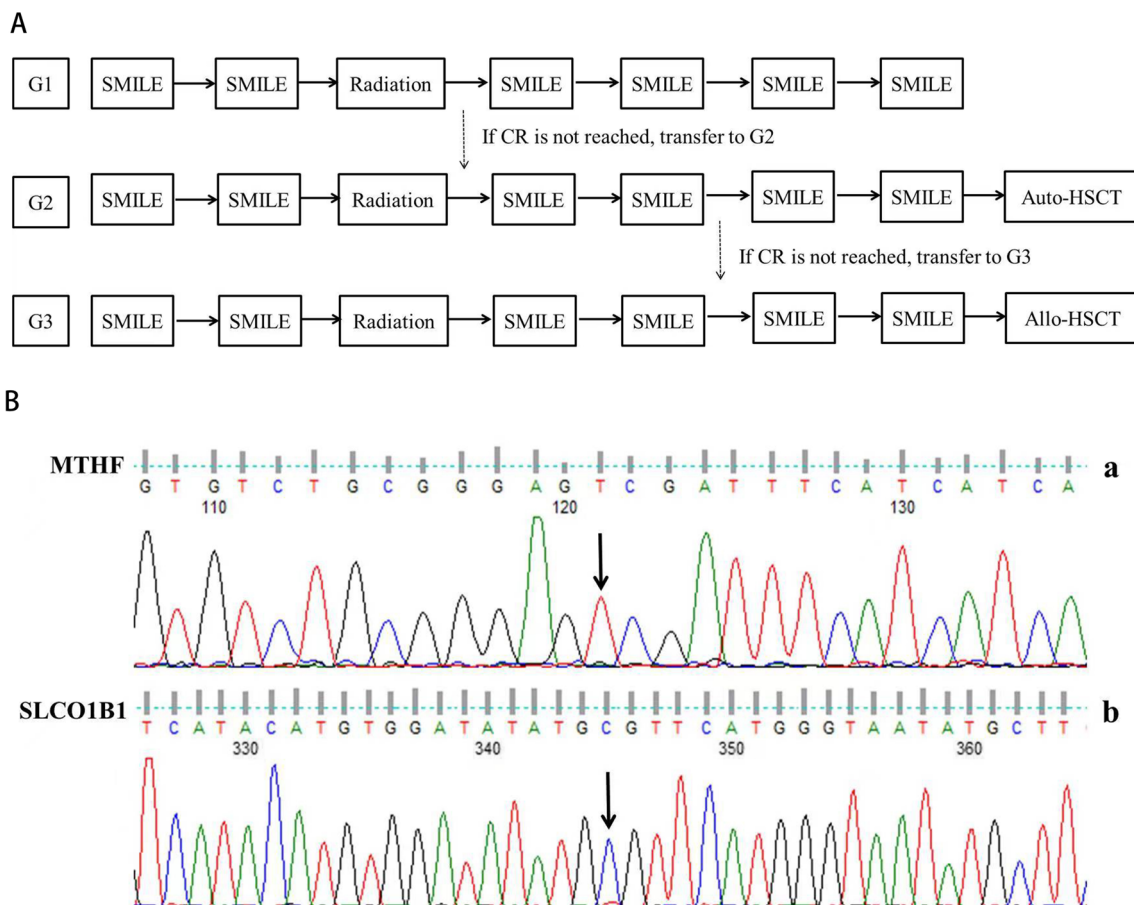 A
G1 SMILE SMILE Radiation SMILE SMILE SMILE SMILE
If CR is not reached, transfer to G2
G2 SMILE SMILE Radiation SMILE SMILE SMILE SMILE Auto-HSCT
If CR is not reached, transfer to G3
G3 SMILE SMILE Radiation SMILE SMILE SMILE SMILE Allo-HSCT
B
MTHF a
G T G T C T G C G G G A G T C G A T T T C A T C A T C A
110 120 130
SLCO1B1 b
T C A T A C A T G T G G A T A T A T G C G T T C A T G G G T A A T A T G C T T
330 340 350 360